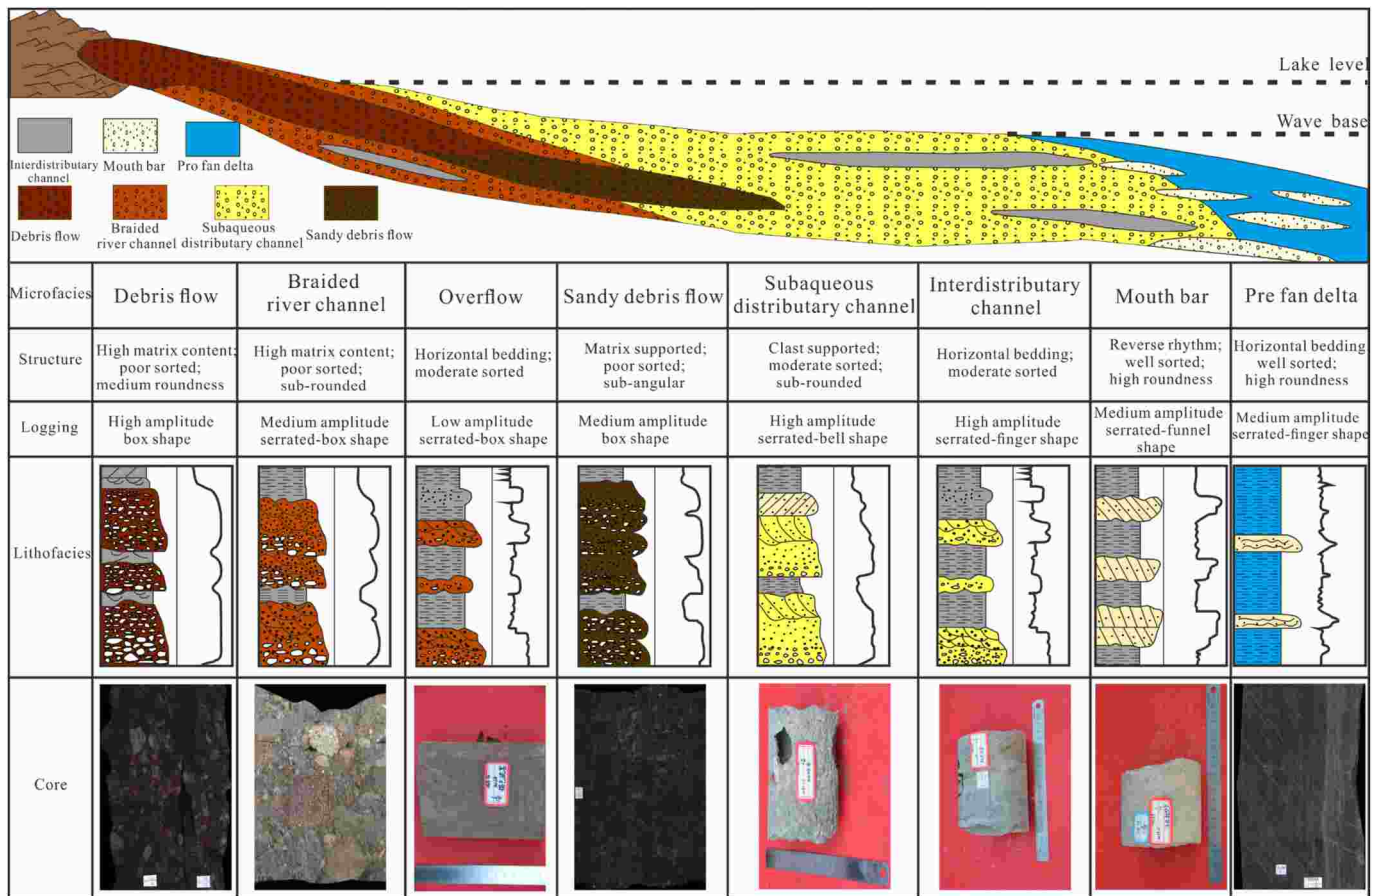 Lake level
Wave base
Interdistributary
channel
Mouth bar
Pro fan delta
Debris flow
Braided
river channel
Subaqueous
distributary channel
Sandy debris flow
Microfacies
Debris flow
Braided
river channel
Overflow
Sandy debris flow
Subaqueous
distributary channel
Interdistributary
channel
Mouth bar
Pre fan delta
Structure
High matrix content;
poor sorted;
medium roundness
High matrix content;
poor sorted;
sub-rounded
Horizontal bedding;
moderate sorted
Matrix supported;
poor sorted;
sub-angular
Clast supported;
moderate sorted;
sub-rounded
Horizontal bedding;
moderate sorted
Reverse rhythm;
well sorted;
high roundness
Horizontal bedding
well sorted;
high roundness
Logging
High amplitude
box shape
Medium amplitude
serrated-box shape
Low amplitude
serrated-box shape
Medium amplitude
box shape
High amplitude
serrated-bell shape
High amplitude
serrated-finger shape
Medium amplitude
serrated-funnel
shape
Medium amplitude
serrated-finger shape
Lithofacies
Core